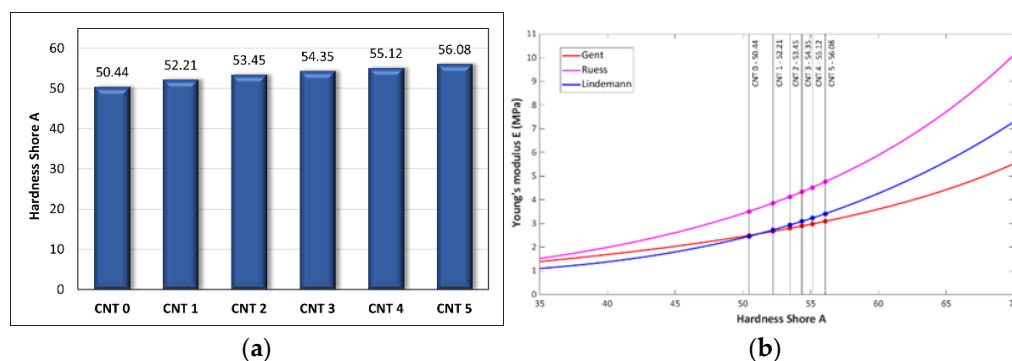 Hardness Shore A
60
50
40
30
20
10
0
50.44
52.21
53.45
54.35
55.12
56.08
CNT 0
CNT 1
CNT 2
CNT 3
CNT 4
CNT 5
(a)
Young's modulus E (MPa)
11
10
9
8
7
6
5
4
3
2
1
0
Gent
Ruess
Lindemann
CNT 0 - 50.44
CNT 1 - 52.21
CNT 2 - 53.45
CNT 3 - 54.35
CNT 4 - 55.12
CNT 5 - 56.08
35
40
45
50
55
60
65
Hardness Shore A
(b)